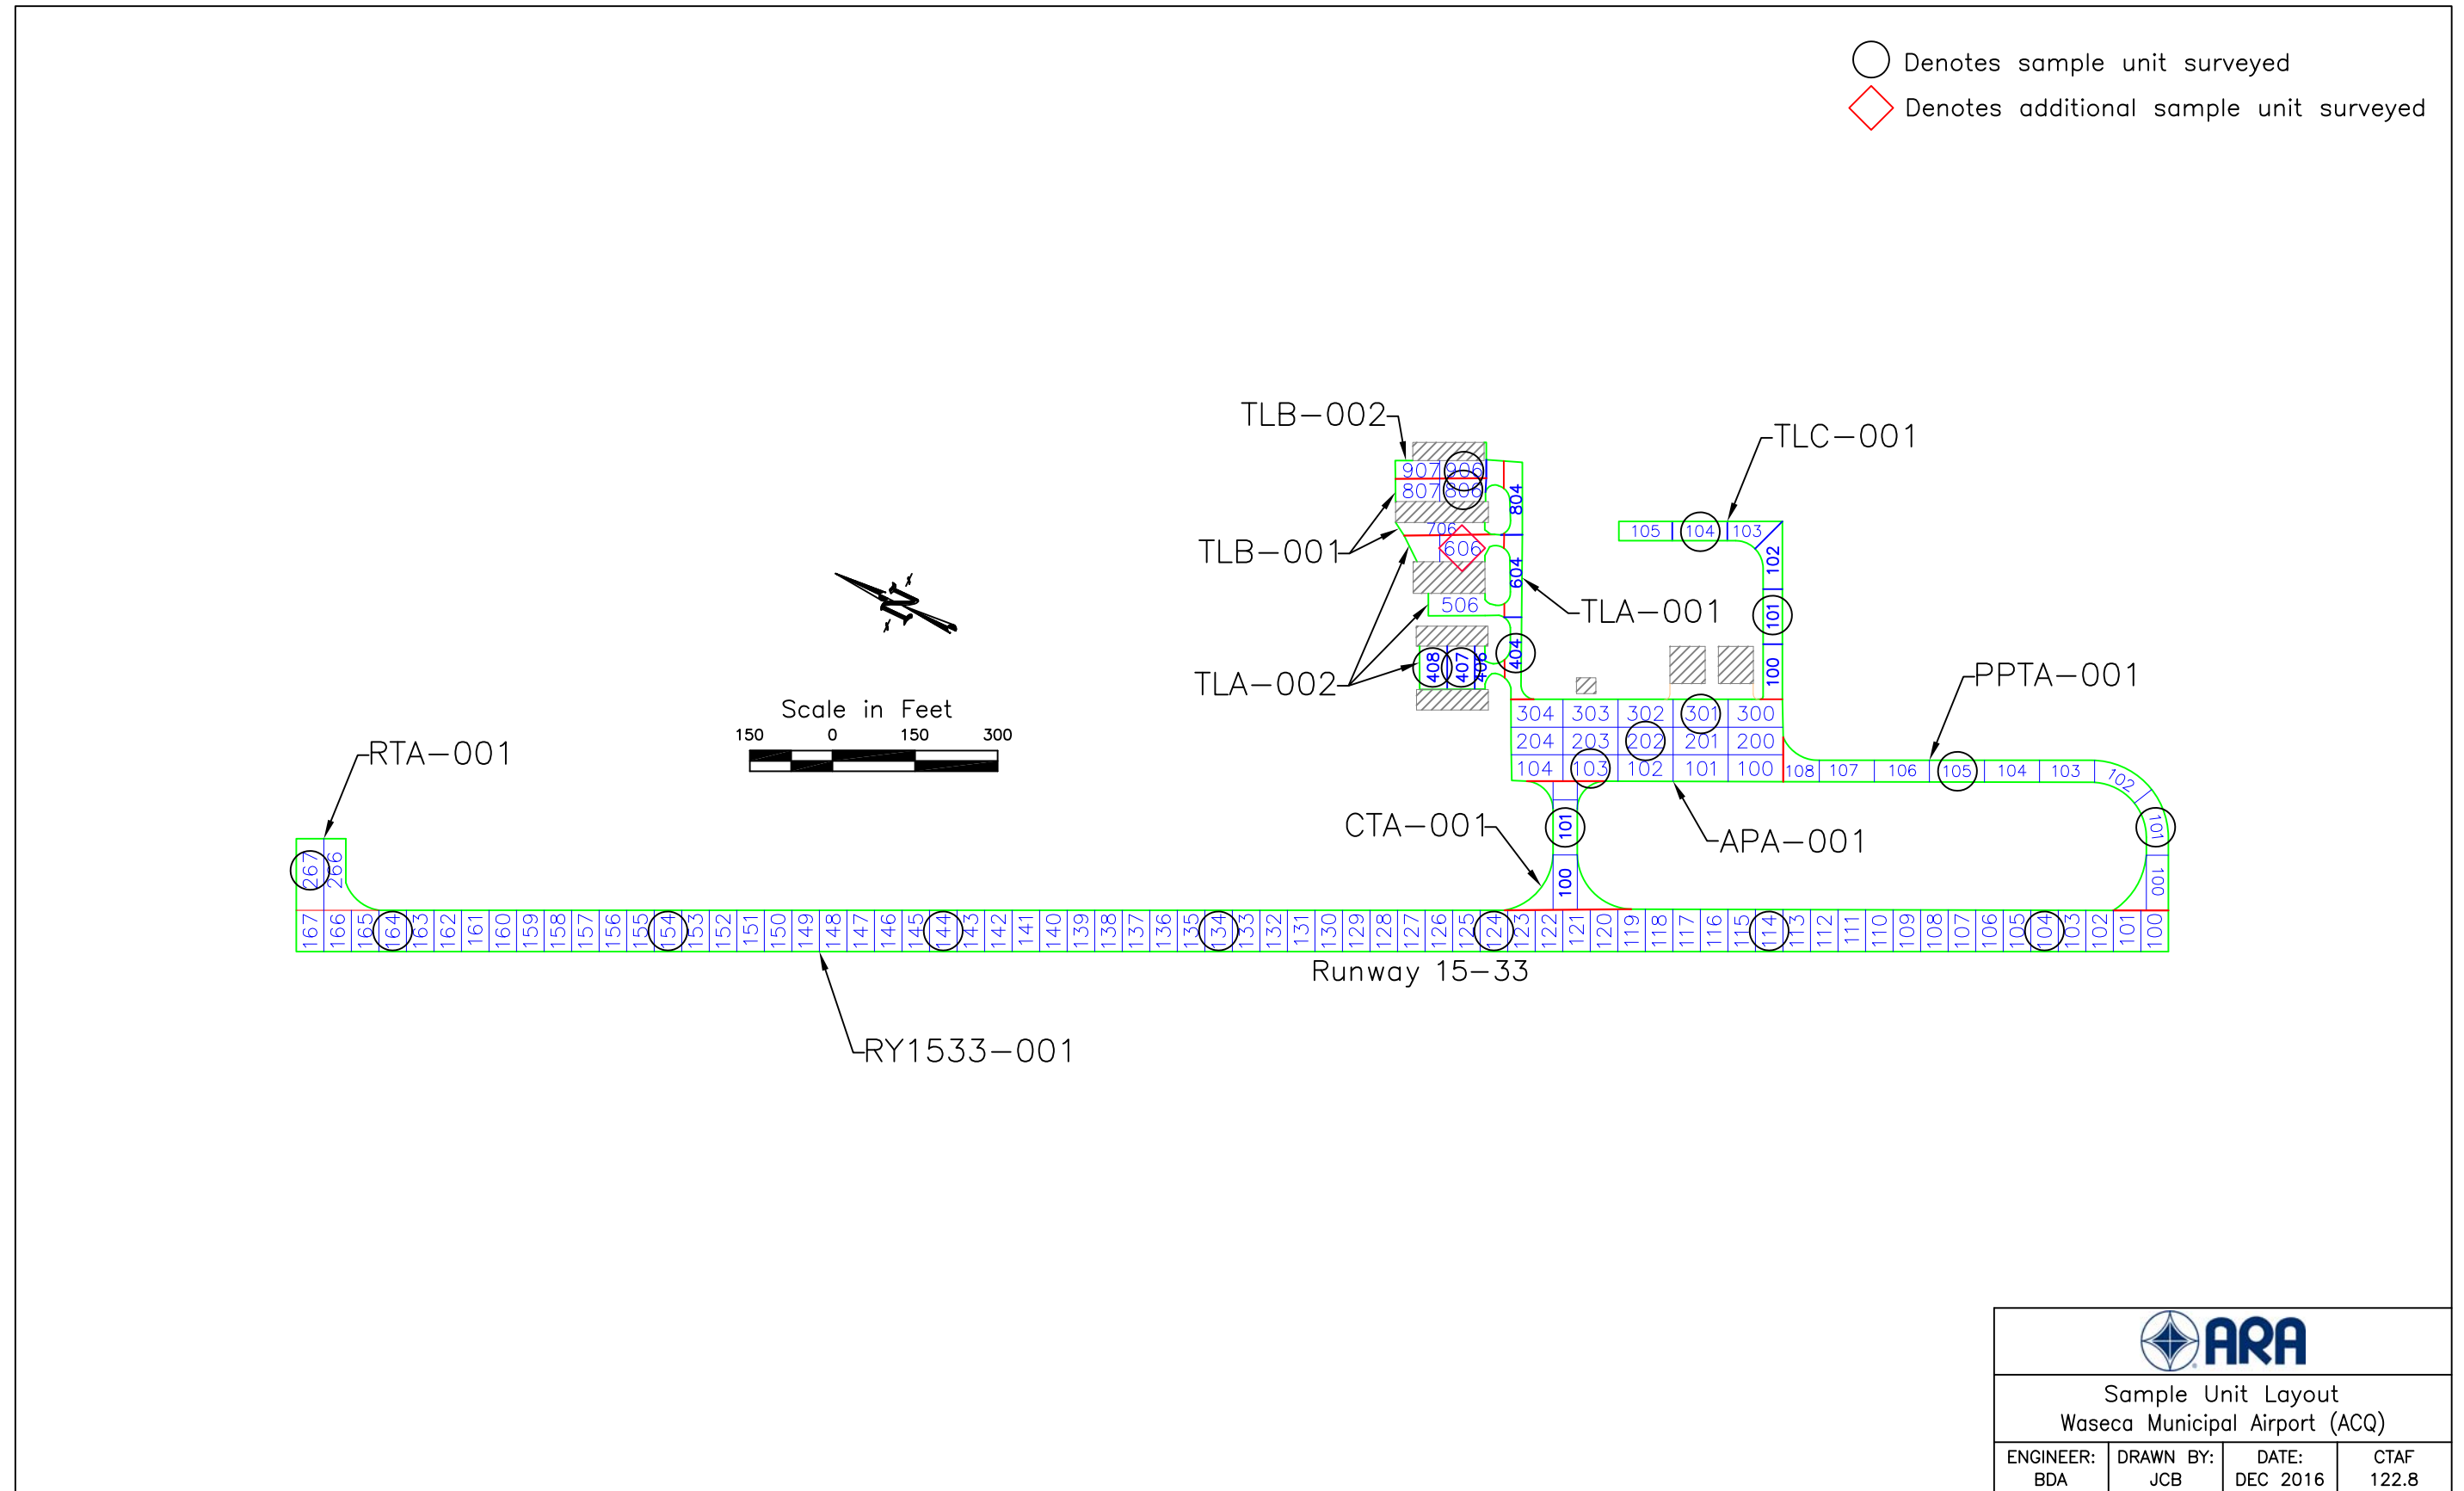 Denotes sample unit surveyed
Denotes additional sample unit surveyed
TLB-002
TLC-001
907 906
807 806
804
TLB-001
706
606
105 104 103
102
604
TLA-001
506
101
408 407 406 404
100
TLA-002
PPTA-001
N
Scale in Feet
150 0 150 300
RTA-001
304 303 302 301 300
204 203 202 201 200
104 103 102 101 100
108 107 106 105 104 103 102
101
100
CTA-001
101
100
APA-001
267 266
167 166 165 164 163 162 161 160 159 158 157 156 155 154 153 152 151 150 149 148 147 146 145 144 143 142 141 140 139 138 137 136 135 134 133 132 131 130 129 128 127 126 125 124 123 122 121 120 119 118 117 116 115 114 113 112 111 110 109 108 107 106 105 104 103 102 101 100
Runway 15-33
RY1533-001
ARA
Sample Unit Layout
Waseca Municipal Airport (ACQ)
ENGINEER: DRAWN BY: DATE: CTAF
BDA JCB DEC 2016 122.8